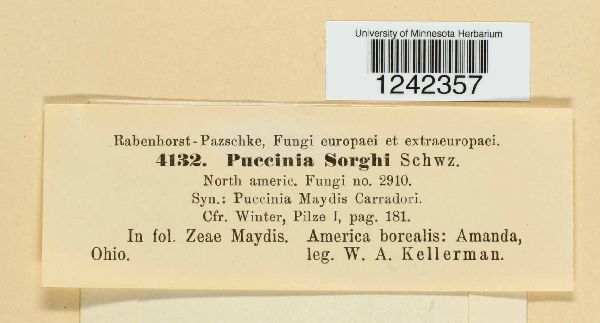 University of Minnesota Herbarium
1242357
Rabenhorst-Pazschke, Fungi europaei et extraeuropaei.
4132. Puccinia Sorghi Schwz.
North americ. Fungi no. 2910.
Syn.: Puccinia Maydis Carradori.
Cfr. Winter, Pilze I, pag. 181.
In fol. Zeae Maydis. America borealis: Amanda,
Ohio. leg. W. A. Kellerman.